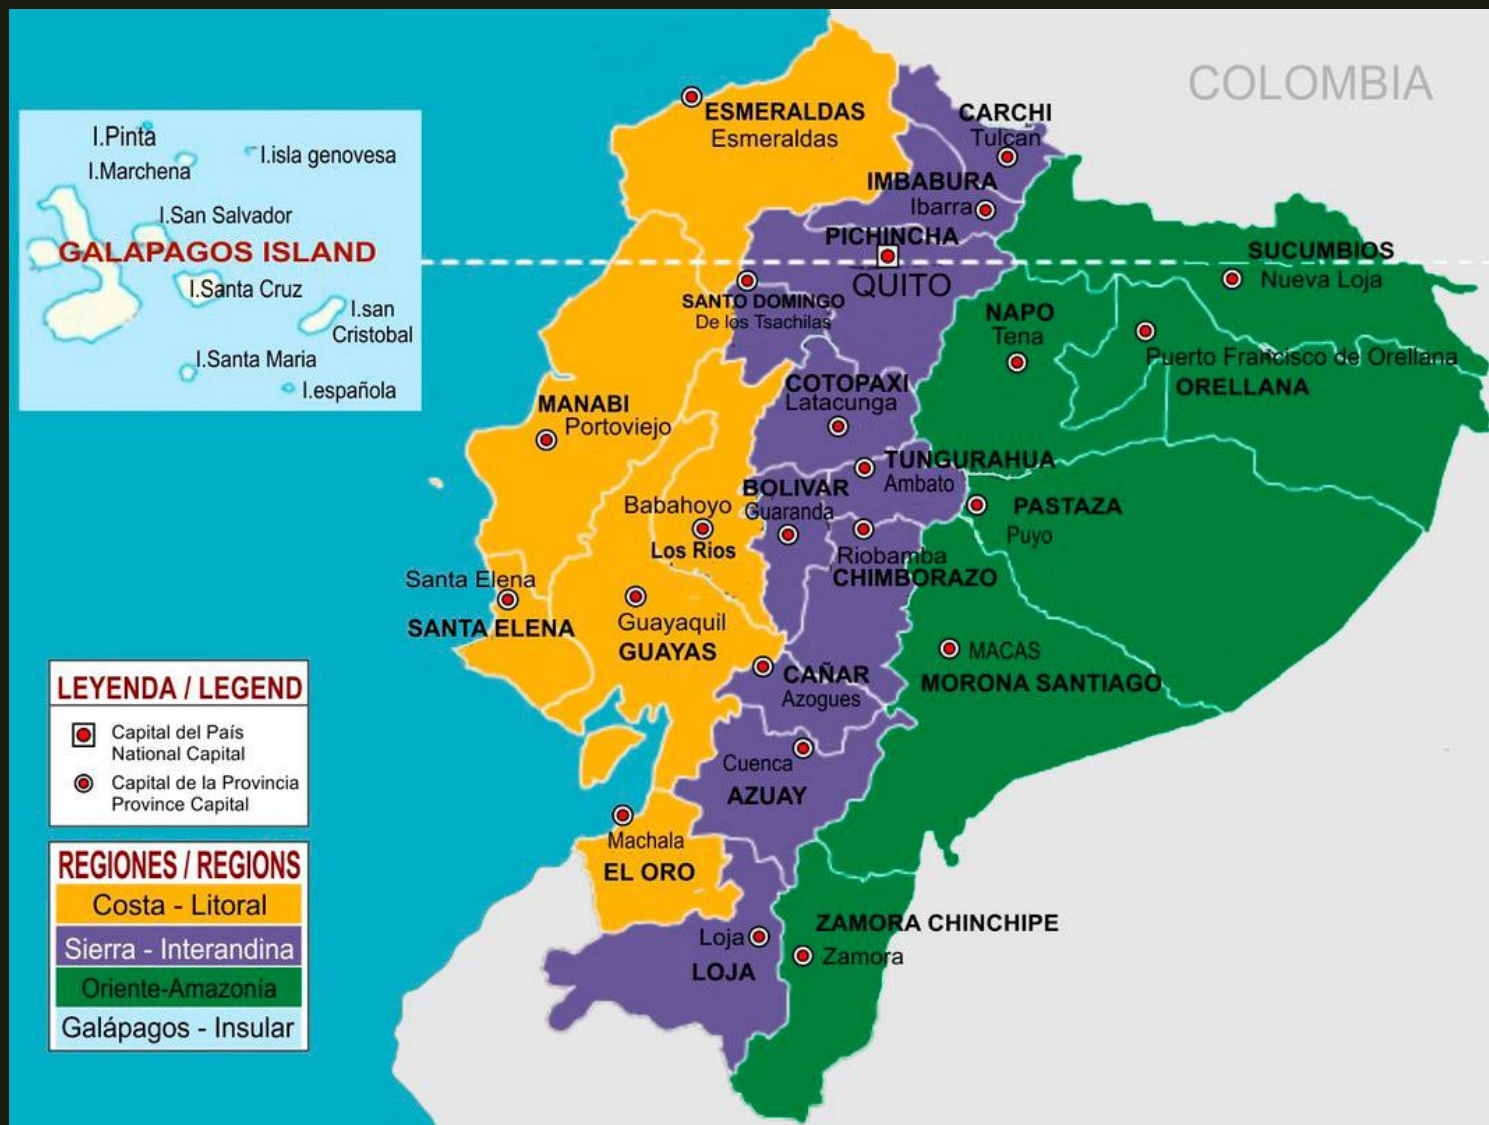 COLOMBIA
ESMERALDAS
Esmeraldas
CARCHI
Tulcan
IMBABURA
Ibarra
PICHINCHA
QUITO
SANTO DOMINGO
De los Tsachilas
SUCUMBIOS
Nueva Loja
NAPO
Tena
Puerto Francisco de Orellana
ORELLANA
COTOPAXI
Latacunga
MANABI
Portoviejo
TUNGURAHUA
Ambato
BOLIVAR
Guaranda
Babahoyo
Los Rios
PASTAZA
Puyo
Riobamba
CHIMBORAZO
Santa Elena
SANTA ELENA
Guayaquil
GUAYAS
CAÑAR
Azogues
MACAS
MORONA SANTIAGO
Cuenca
AZUAY
Machala
EL ORO
Loja
LOJA
ZAMORA CHINCHIPE
Zamora
I.Pinta
I.Marchena
I.isla genovesa
I.San Salvador
GALAPAGOS ISLAND
I.Santa Cruz
I.san
Cristobal
I.Santa Maria
I.española
LEYENDA / LEGEND
Capital del País
National Capital
Capital de la Provincia
Province Capital
REGIONES / REGIONS
Costa - Litoral
Sierra - Interandina
Oriente-Amazonía
Galápagos - Insular